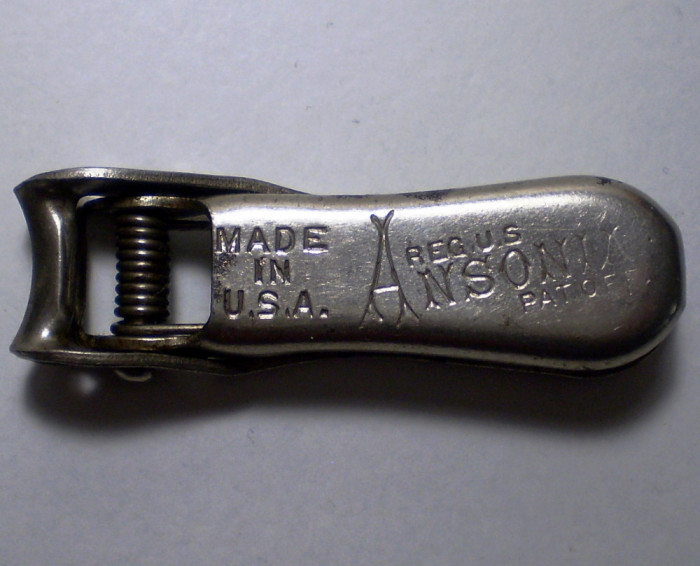 MADE
IN
U.S.A.
REG.U.S
ANSONIA
PAT.OFF